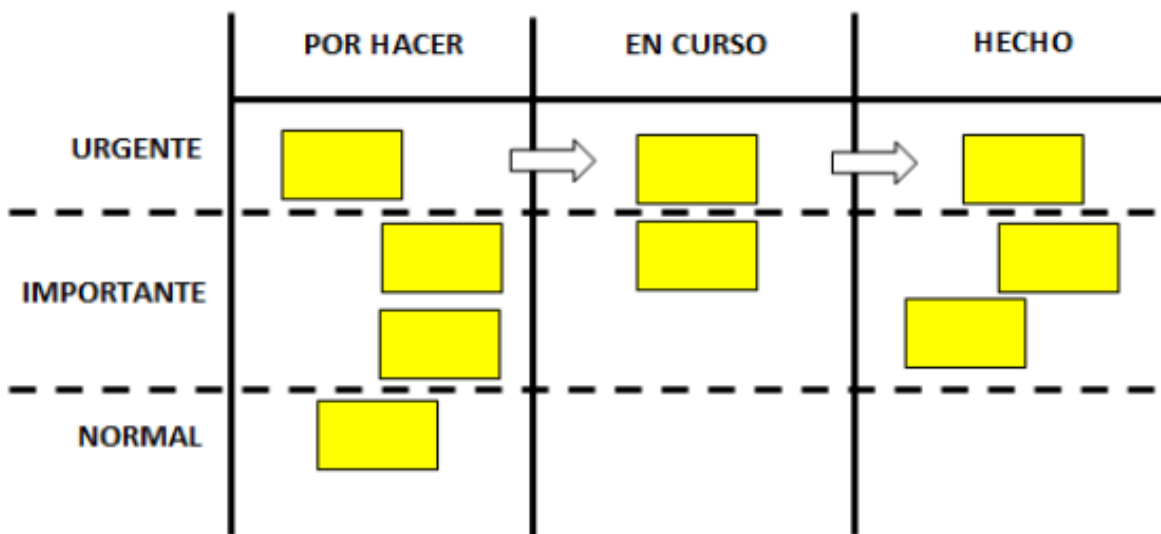 POR HACER
EN CURSO
HECHO
URGENTE
IMPORTANTE
NORMAL